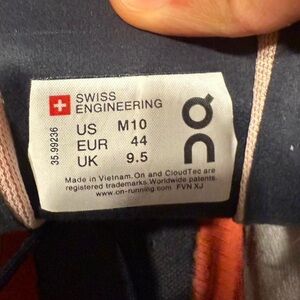 SWISS
ENGINEERING
US M10
EUR 44
UK 9.5
35.99236
Made in Vietnam. On and CloudTec are
registered trademarks. Worldwide patents.
www.on-running.com FVN XJ